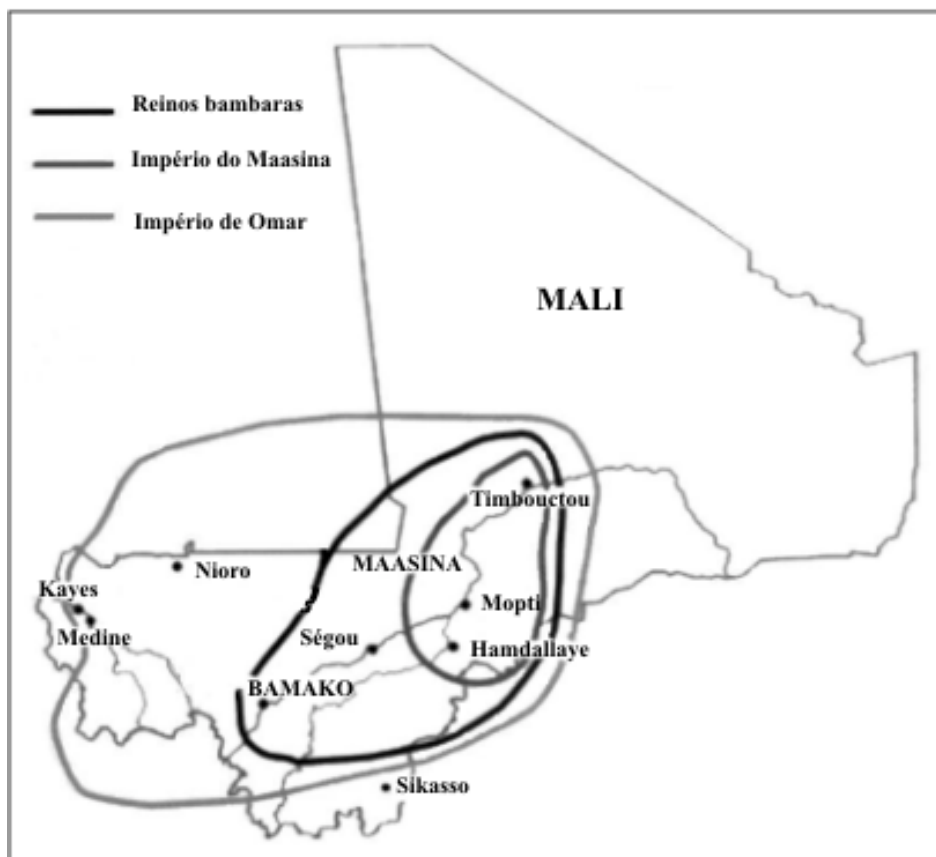 Reinos bambaras
Império do Maasina
Império de Omar
MALI
Timbouctou
MAASINA
Nioro
Kayes
Mopti
Medine
Ségou
Hamdallaye
BAMAKO
Sikasso